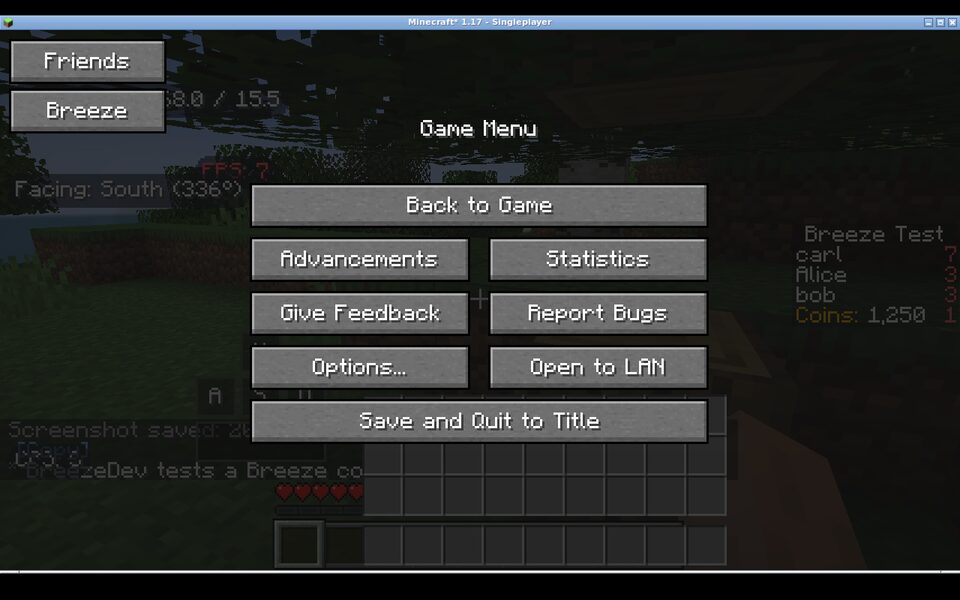 Minecraft* 1.17 - Singleplayer
Friends
Breeze
68.0 / 15.5
Game Menu
FPS: 7
Facing: South (336°)
Back to Game
Advancements
Statistics
Give Feedback
Report Bugs
Options...
Open to LAN
Save and Quit to Title
Breeze Test
carl 7
Alice 3
bob 3
Coins: 1,250 1
A
S
Screenshot saved:
BreezeDev tests a Breeze co